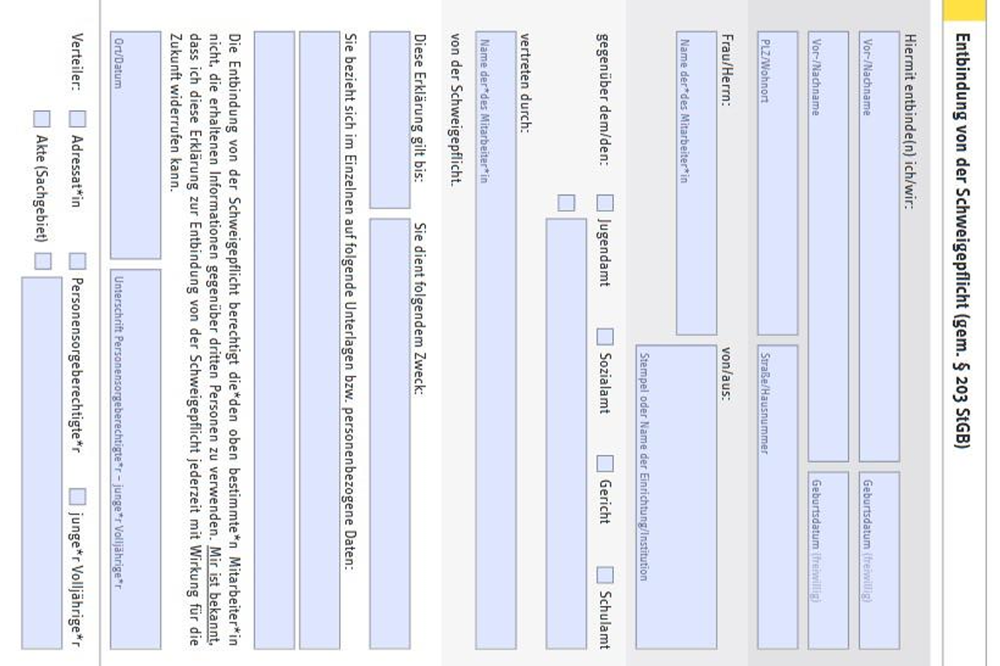 Entbindung von der Schweigepflicht (gem. § 203 StGB)
Hiermit entbinde(n) ich/wir:
Vor-/Nachname
Geburtsdatum (freiwillig)
Vor-/Nachname
Geburtsdatum (freiwillig)
PLZ/Wohnort
Straße/Hausnummer
Frau/Herrn:
von/aus:
Name der*des Mitarbeiter*in
Stempel oder Name der Einrichtung/Institution
gegenüber dem/den: Jugendamt Sozialamt Gericht Schulamt
vertreten durch:
Name der*des Mitarbeiter*in
von der Schweigepflicht.
Diese Erklärung gilt bis: Sie dient folgendem Zweck:
Sie bezieht sich im Einzelnen auf folgende Unterlagen bzw. personenbezogene Daten:
Die Entbindung von der Schweigepflicht berechtigt die*den oben bestimmte*n Mitarbeiter*in
nicht, die erhaltenen Informationen gegenüber dritten Personen zu verwenden. Mir ist bekannt,
dass ich diese Erklärung zur Entbindung von der Schweigepflicht jederzeit mit Wirkung für die
Zukunft widerrufen kann.
Ort/Datum
Unterschrift Personensorgeberechtigte*r – junge*r Volljährige*r
Verteiler: Adressat*in Personensorgeberechtigte*r junge*r Volljährige*r
Akte (Sachgebiet)